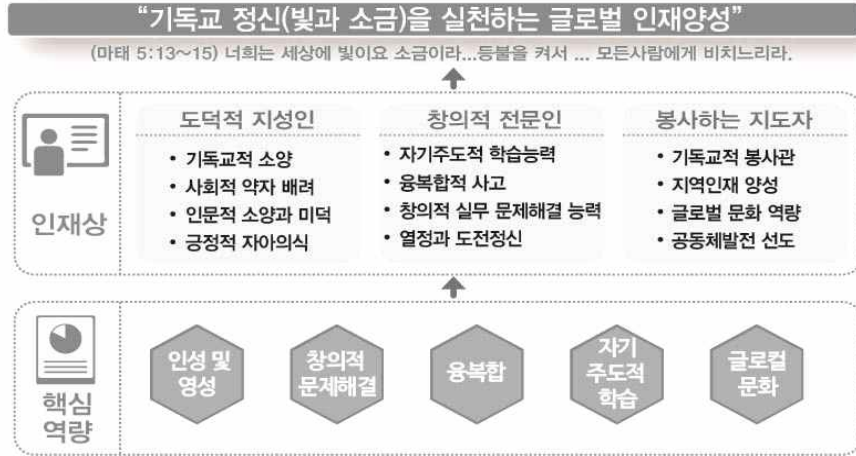 “기독교 정신(빛과 소금)을 실천하는 글로벌 인재양성”
(마태 5:13~15) 너희는 세상에 빛이요 소금이라...등불을 켜서 ... 모든사람에게 비치느리라.
인재상
도덕적 지성인
• 기독교적 소양
• 사회적 약자 배려
• 인문적 소양과 미덕
• 긍정적 자아의식
창의적 전문인
• 자기주도적 학습능력
• 융복합적 사고
• 창의적 실무 문제해결 능력
• 열정과 도전정신
봉사하는 지도자
• 기독교적 봉사관
• 지역인재 양성
• 글로벌 문화 역량
• 공동체발전 선도
핵심
역량
인성 및
영성
창의적
문제해결
융복합
자기
주도적
학습
글로컬
문화